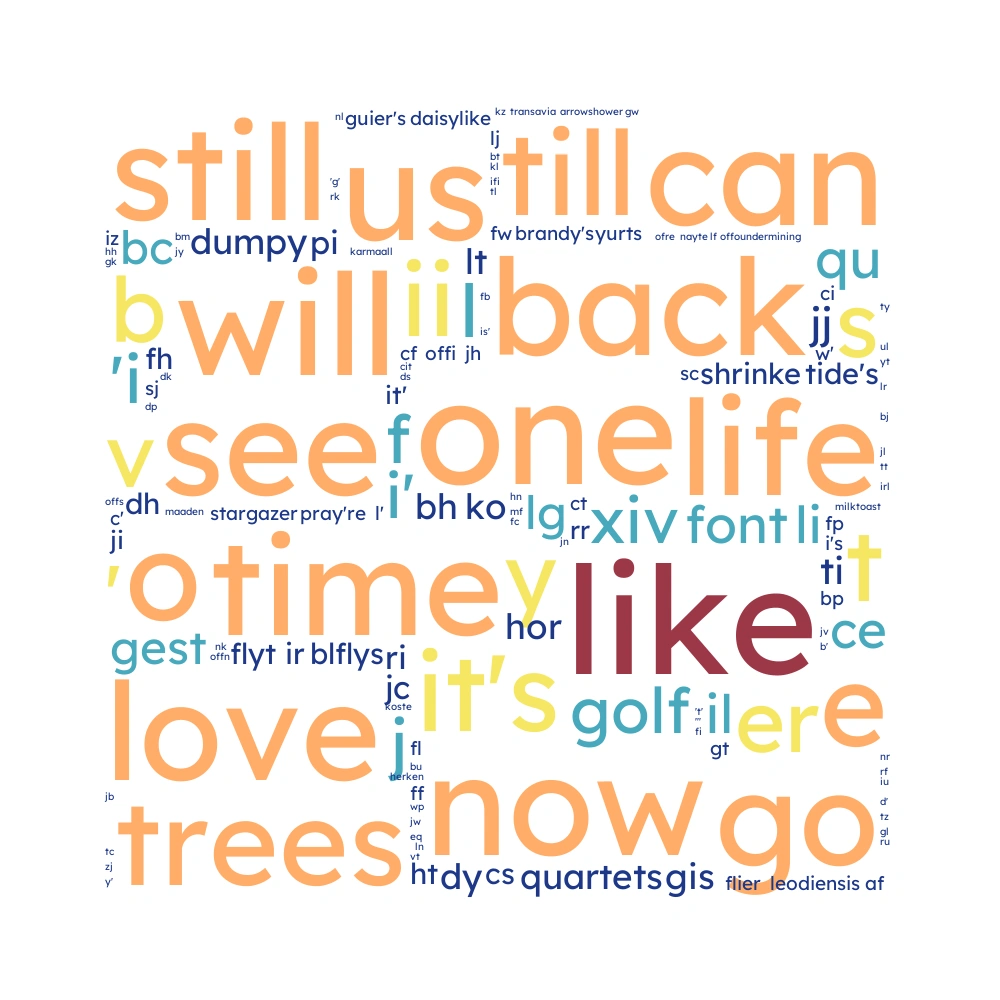 nl guier's daisylike kz transavia arrowshower gw
still us till can
lj
bt
kl
'g' ifi
rk tl
iz bc bm dumpy pi karmaall fw brandy's yurts ofre nayte lf offoundermining
hh jy
gk
lt qu
b will ii l fb back ci s ty
is' jj
w' ul
'i fh cf offi jh yt
dk cit sc shrinke tide's
sj ds lr
dp it'
v see f one life bj
jl
tt
i' irl
offs dh maaden stargazer pray're l' bh ko hn lg ct xiv font li milktoast
c' mf rr fp
fc
ji jn i's t
' o time y like ti
bp
hor jv ce
b'
gest nk flyt ir blflys ri
offn
love jc it's golf 't' il er e
koste '''
j fi
fl gt
bu nr
herken rf
iu
jb ff now go d'
trees wp tz
jw gl
eq ru
ln
tc vt
zj ht dy cs quartets gis flier leodiensis af
y'